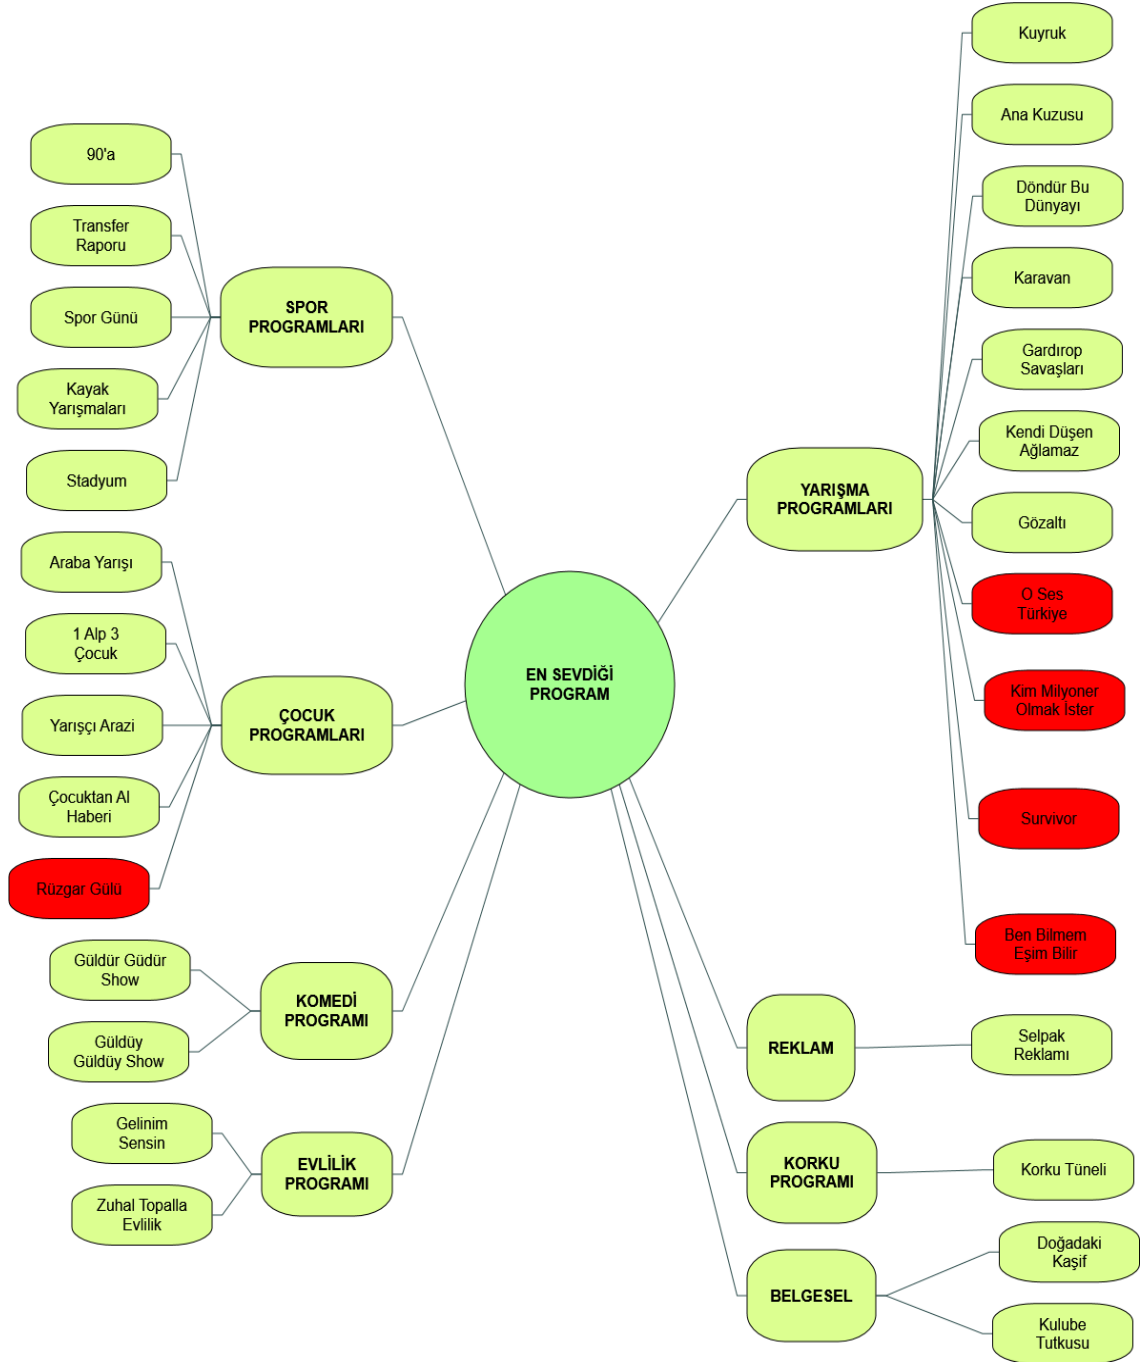 EN SEVDİĞİ
PROGRAM
SPOR
PROGRAMLARI
90'a
Transfer
Raporu
Spor Günü
Kayak
Yarışmaları
Stadyum
ÇOCUK
PROGRAMLARI
Araba Yarışı
1 Alp 3
Çocuk
Yarışçı Arazi
Çocuktan Al
Haberi
Rüzgar Gülü
KOMEDİ
PROGRAMI
Güldür Güdür
Show
Güldüy
Güldüy Show
EVLİLİK
PROGRAMI
Gelinim
Sensin
Zuhal Topalla
Evlilik
YARIŞMA
PROGRAMLARI
Kuyruk
Ana Kuzusu
Döndür Bu
Dünyayı
Karavan
Gardırop
Savaşları
Kendi Düşen
Ağlamaz
Gözaltı
O Ses
Türkiye
Kim Milyoner
Olmak İster
Survivor
Ben Bilmem
Eşim Bilir
REKLAM
Selpak
Reklamı
KORKU
PROGRAMI
Korku Tüneli
BELGESEL
Doğadaki
Kaşif
Kulube
Tutkusu